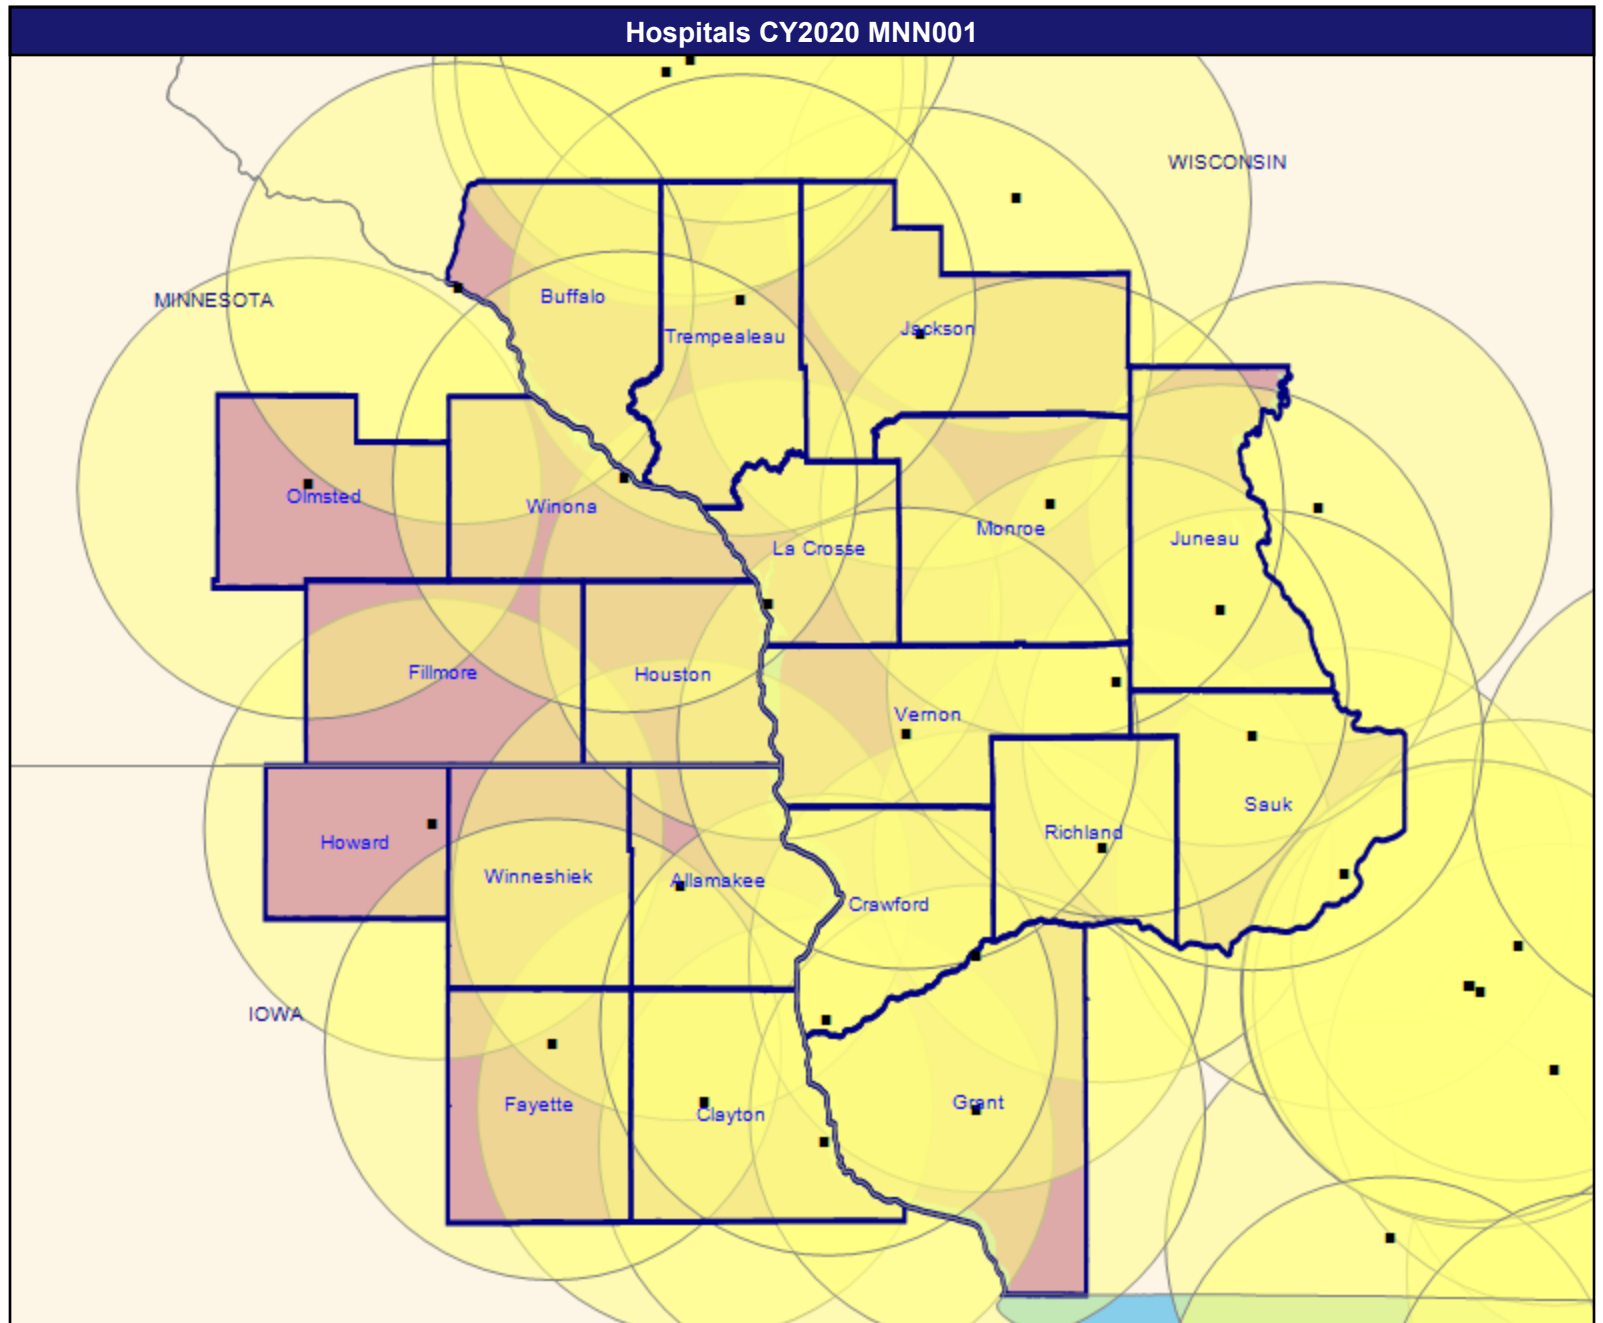 Hospitals CY2020 MNN001
WISCONSIN
MINNESOTA
Buffalo
Trempealeau
Jackson
Olmsted
Winona
La Crosse
Monroe
Juneau
Fillmore
Houston
Vernon
Sauk
Richland
Howard
Winneshiek
Allamakee
Crawford
IOWA
Fayette
Clayton
Grant